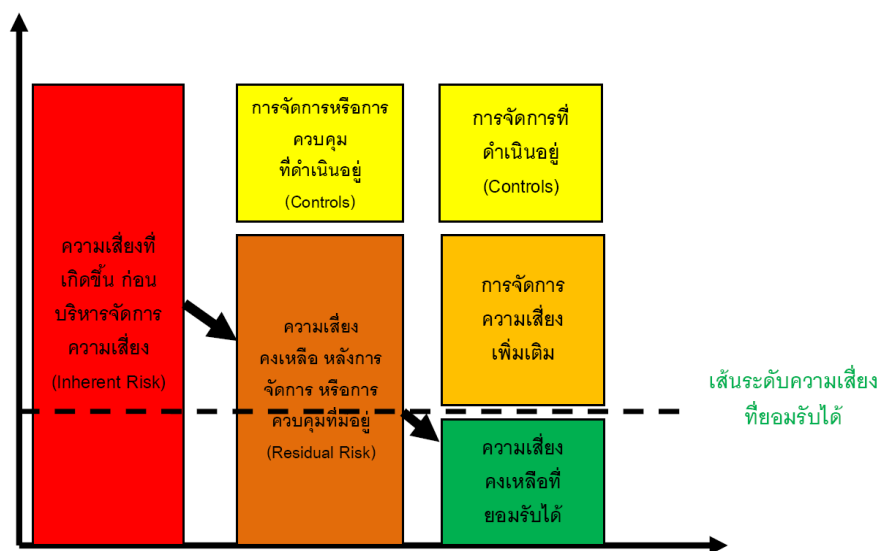 ความเสี่ยงที่
เกิดขึ้น ก่อน
บริหารจัดการ
ความเสี่ยง
(Inherent Risk)
การจัดการหรือการ
ควบคุม
ที่ดำเนินอยู่
(Controls)
ความเสี่ยง
คงเหลือ หลังการ
จัดการ หรือการ
ควบคุมที่มีอยู่
(Residual Risk)
การจัดการที่
ดำเนินอยู่
(Controls)
การจัดการ
ความเสี่ยง
เพิ่มเติม
ความเสี่ยง
คงเหลือที่
ยอมรับได้
เส้นระดับความเสี่ยง
ที่ยอมรับได้